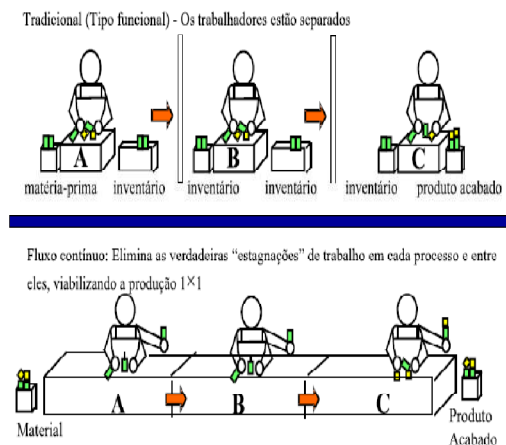 Tradicional (Tipo funcional) - Os trabalhadores estão separados
A B C
matéria-prima inventário inventário inventário inventário produto acabado
Fluxo contínuo: Elimina as verdadeiras “estagnações” de trabalho em cada processo e entre
eles, viabilizando a produção 1×1
A B C
Material
Produto
Acabado